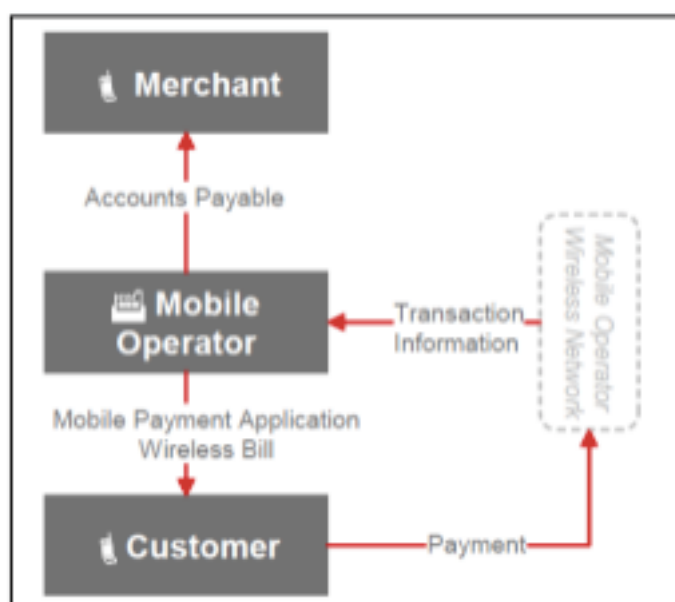 Merchant
Accounts Payable
Mobile
Operator
Transaction
Information
Mobile Operator
Wireless Network
Mobile Payment Application
Wireless Bill
Customer
Payment